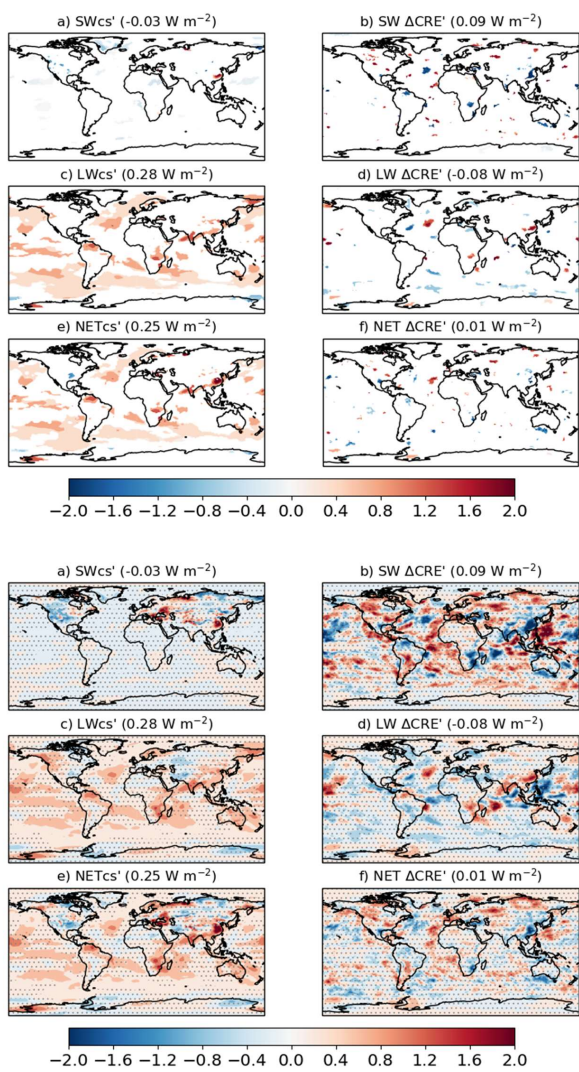 a) SWcs' (-0.03 W m⁻²)
b) SW ΔCRE' (0.09 W m⁻²)
c) LWcs' (0.28 W m⁻²)
d) LW ΔCRE' (-0.08 W m⁻²)
e) NETcs' (0.25 W m⁻²)
f) NET ΔCRE' (0.01 W m⁻²)
−2.0 −1.6 −1.2 −0.8 −0.4 0.0 0.4 0.8 1.2 1.6 2.0
a) SWcs' (-0.03 W m⁻²)
b) SW ΔCRE' (0.09 W m⁻²)
c) LWcs' (0.28 W m⁻²)
d) LW ΔCRE' (-0.08 W m⁻²)
e) NETcs' (0.25 W m⁻²)
f) NET ΔCRE' (0.01 W m⁻²)
−2.0 −1.6 −1.2 −0.8 −0.4 0.0 0.4 0.8 1.2 1.6 2.0